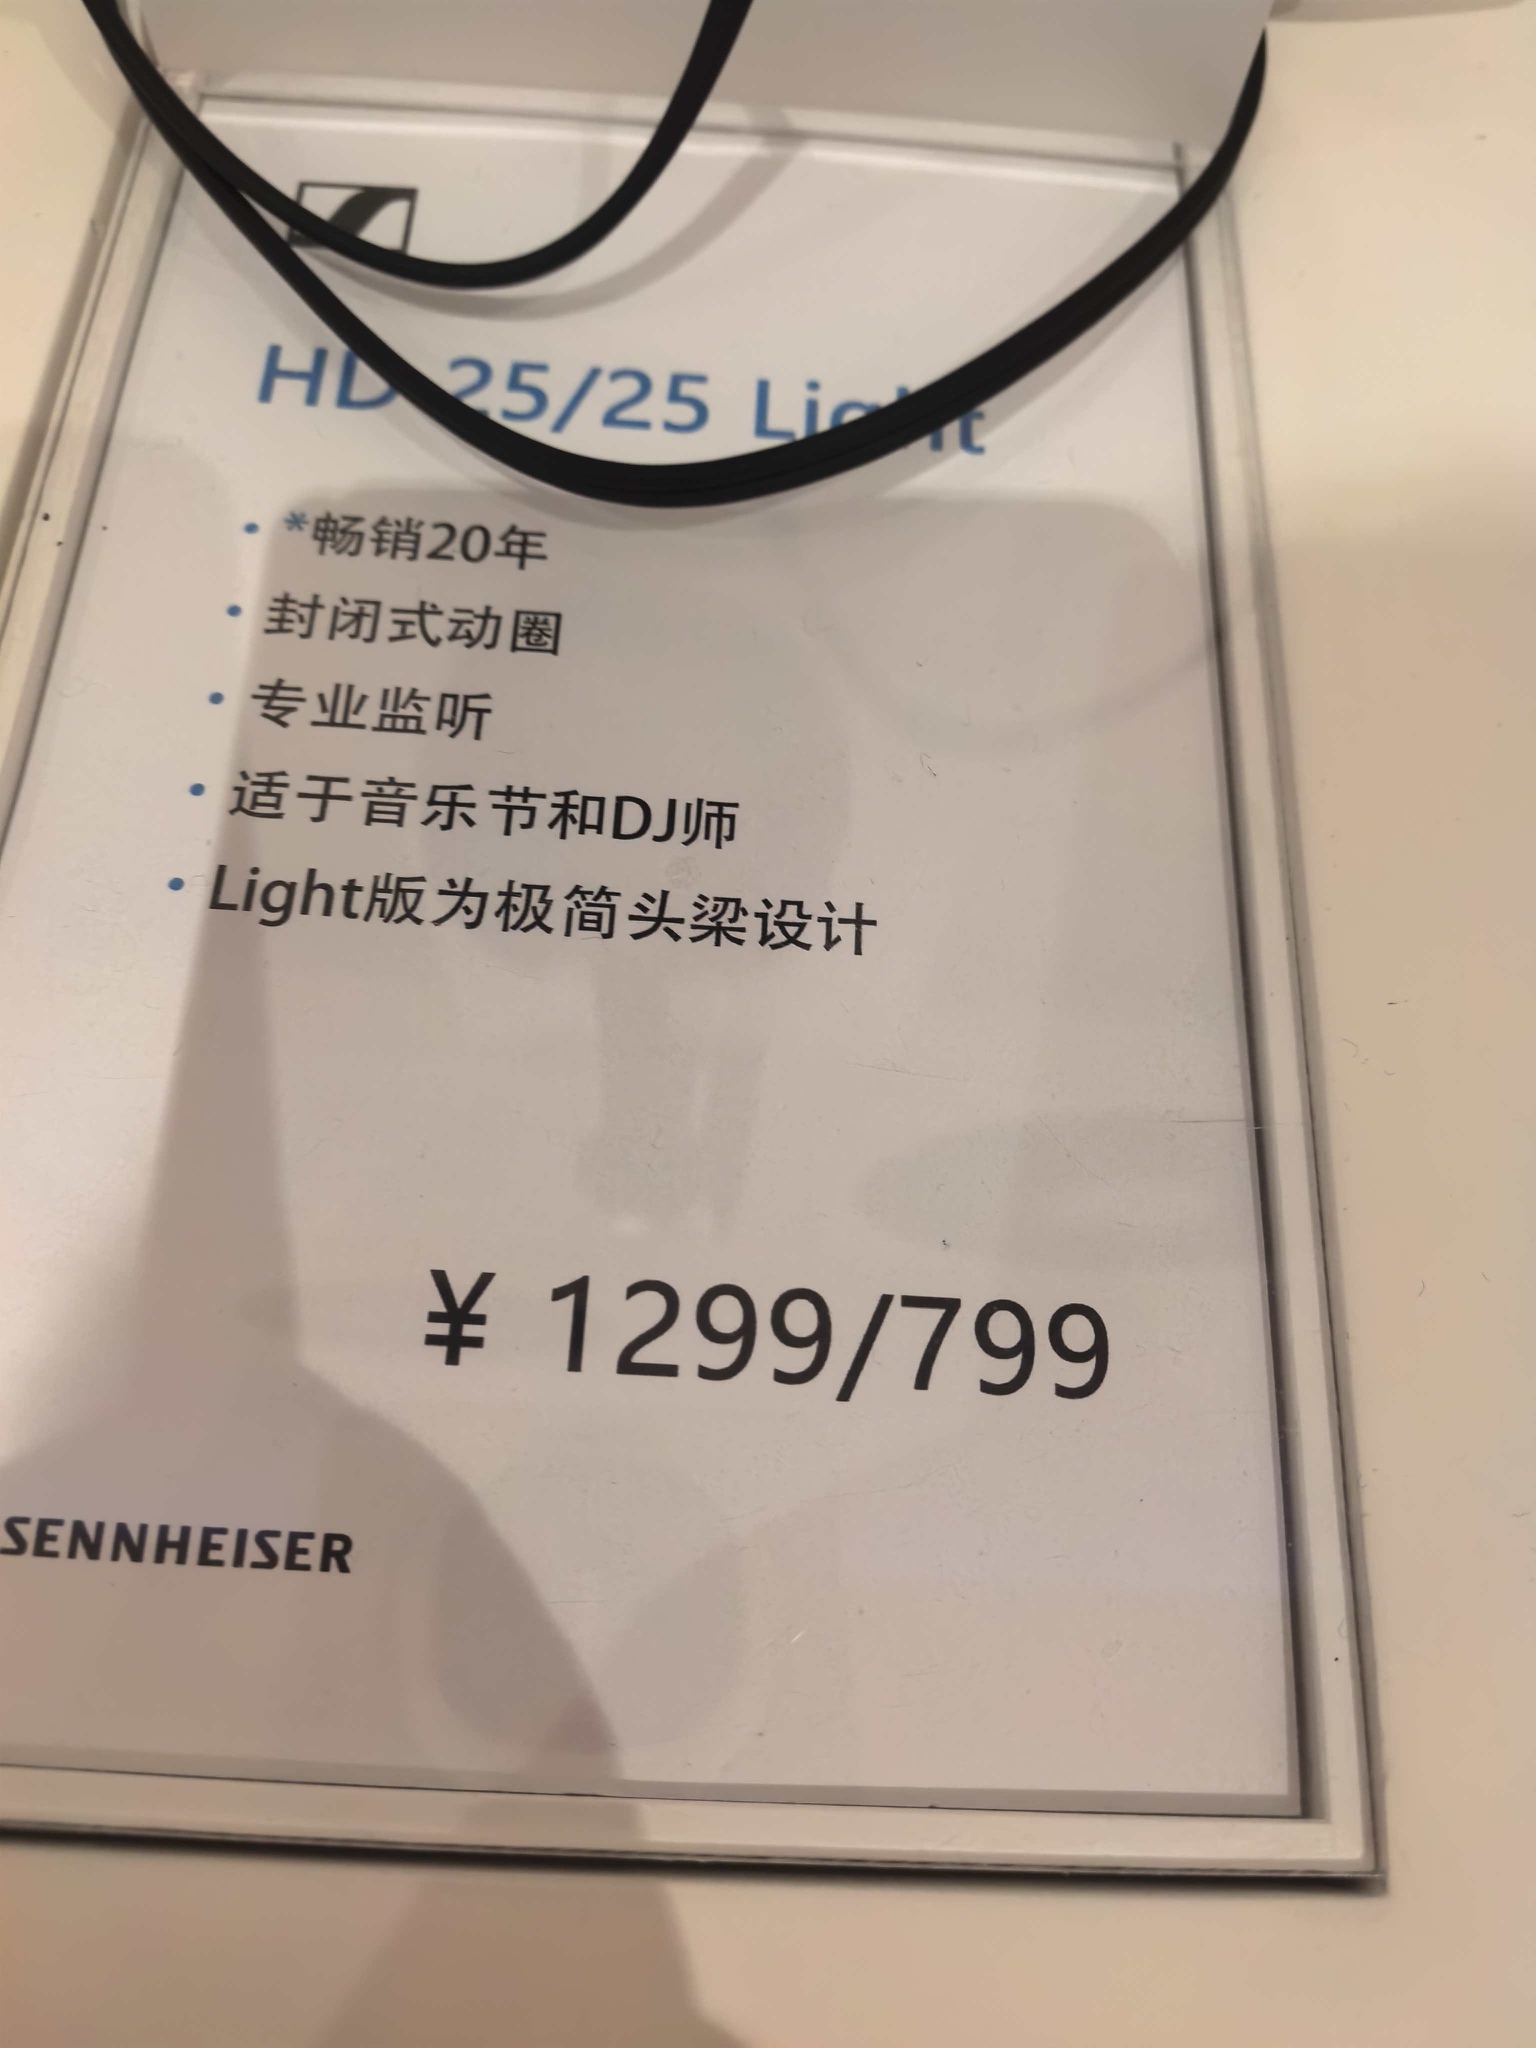 HD 25/25 Light
• *畅销20年
• 封闭式动圈
• 专业监听
• 适于音乐节和DJ师
• Light版为极简头梁设计
¥ 1299/799
SENNHEISER